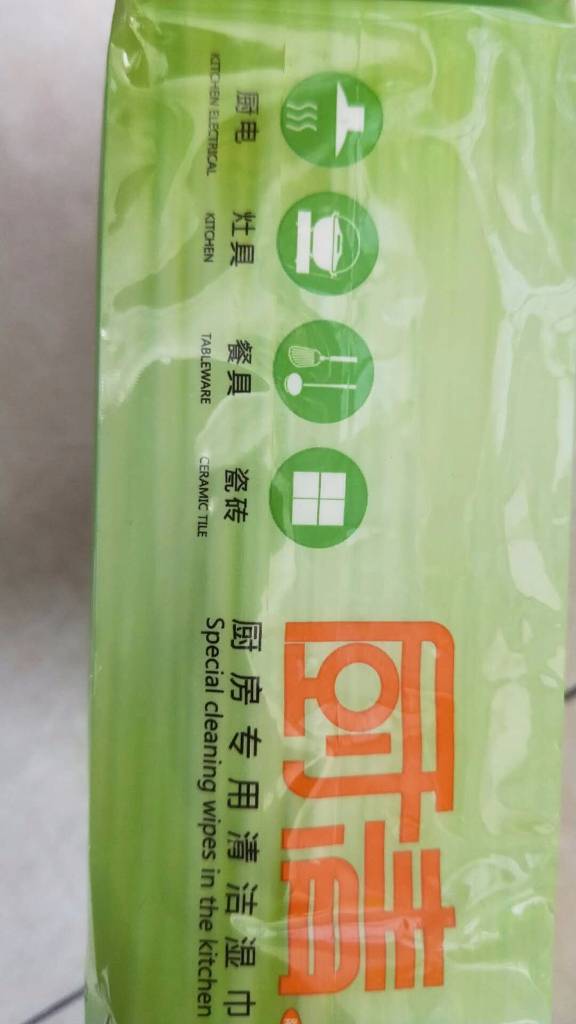 厨电
KITCHEN ELECTRICAL
灶具
KITCHEN
餐具
TABLEWARE
瓷砖
CERAMIC TILE
厨清
厨房专用清洁湿巾
Special cleaning wipes in the kitchen